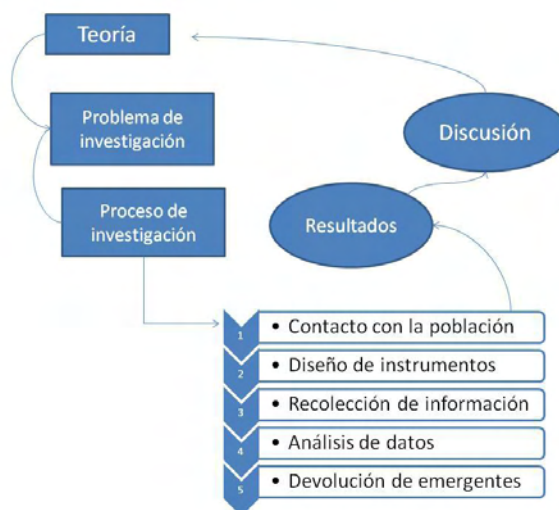 Teoría
Problema de
investigación
Proceso de
investigación
Discusión
Resultados
1 • Contacto con la población
2 • Diseño de instrumentos
3 • Recolección de información
4 • Análisis de datos
5 • Devolución de emergentes